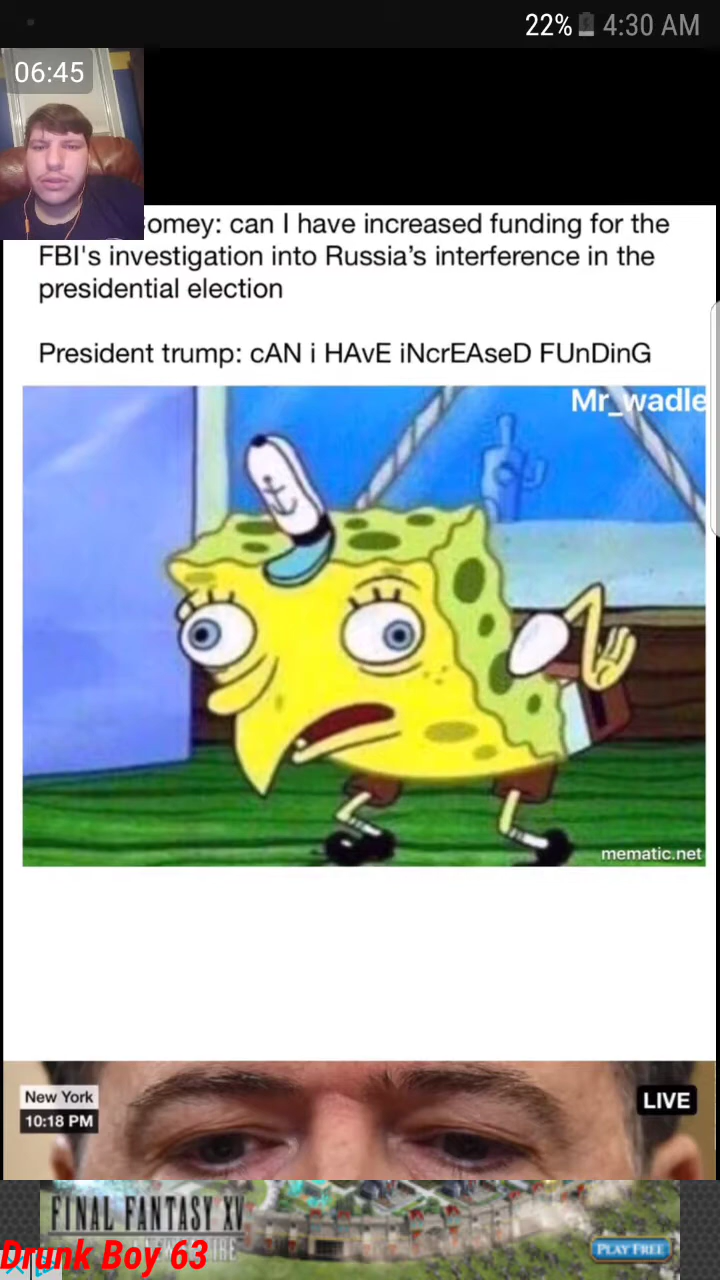 22% 4:30 AM
06:45
omey: can I have increased funding for the
FBI's investigation into Russia's interference in the
presidential election
President trump: cAN i HAvE iNcrEAseD FUnDinG
Mr_wadle
mematic.net
New York
LIVE
10:18 PM
FINAL FANTASY XV
PLAY FREE
Drunk Boy 63